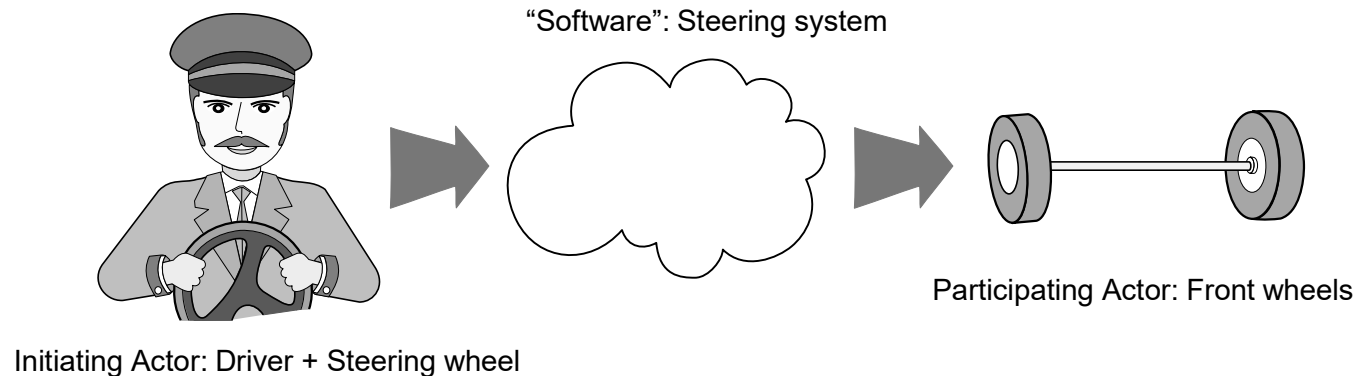 “Software”: Steering system
Participating Actor: Front wheels
Initiating Actor: Driver + Steering wheel